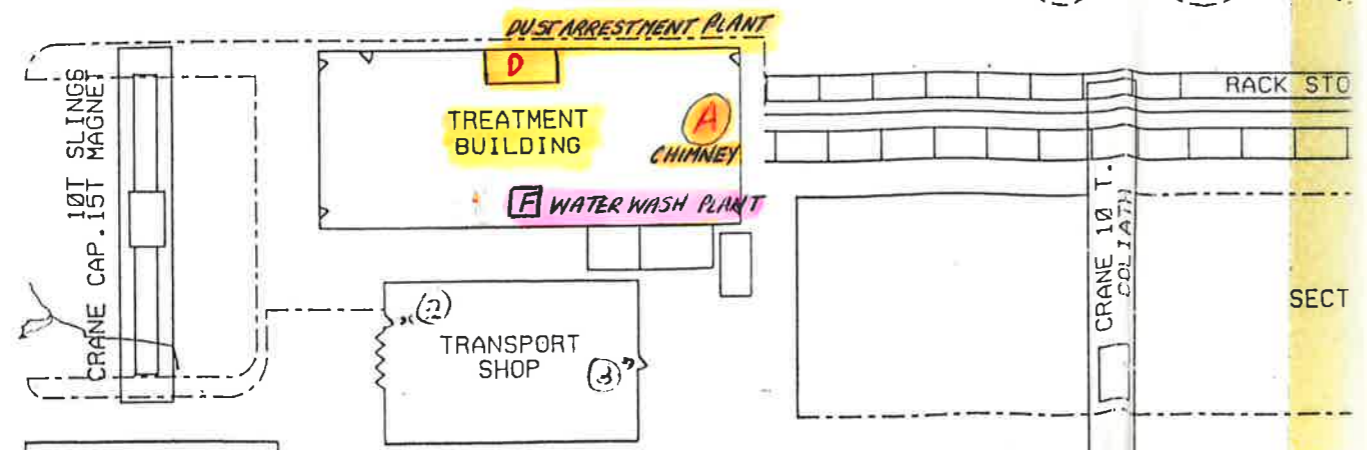 DUST ARRESTMENT PLANT
D
TREATMENT
BUILDING
A
CHIMNEY
F WATER WASH PLANT
RACK STO
CRANE CAP. 10T SLINGS
15T MAGNET
CRANE 10 T.
GOLIATH
SECT
(2)
TRANSPORT
SHOP
(3)